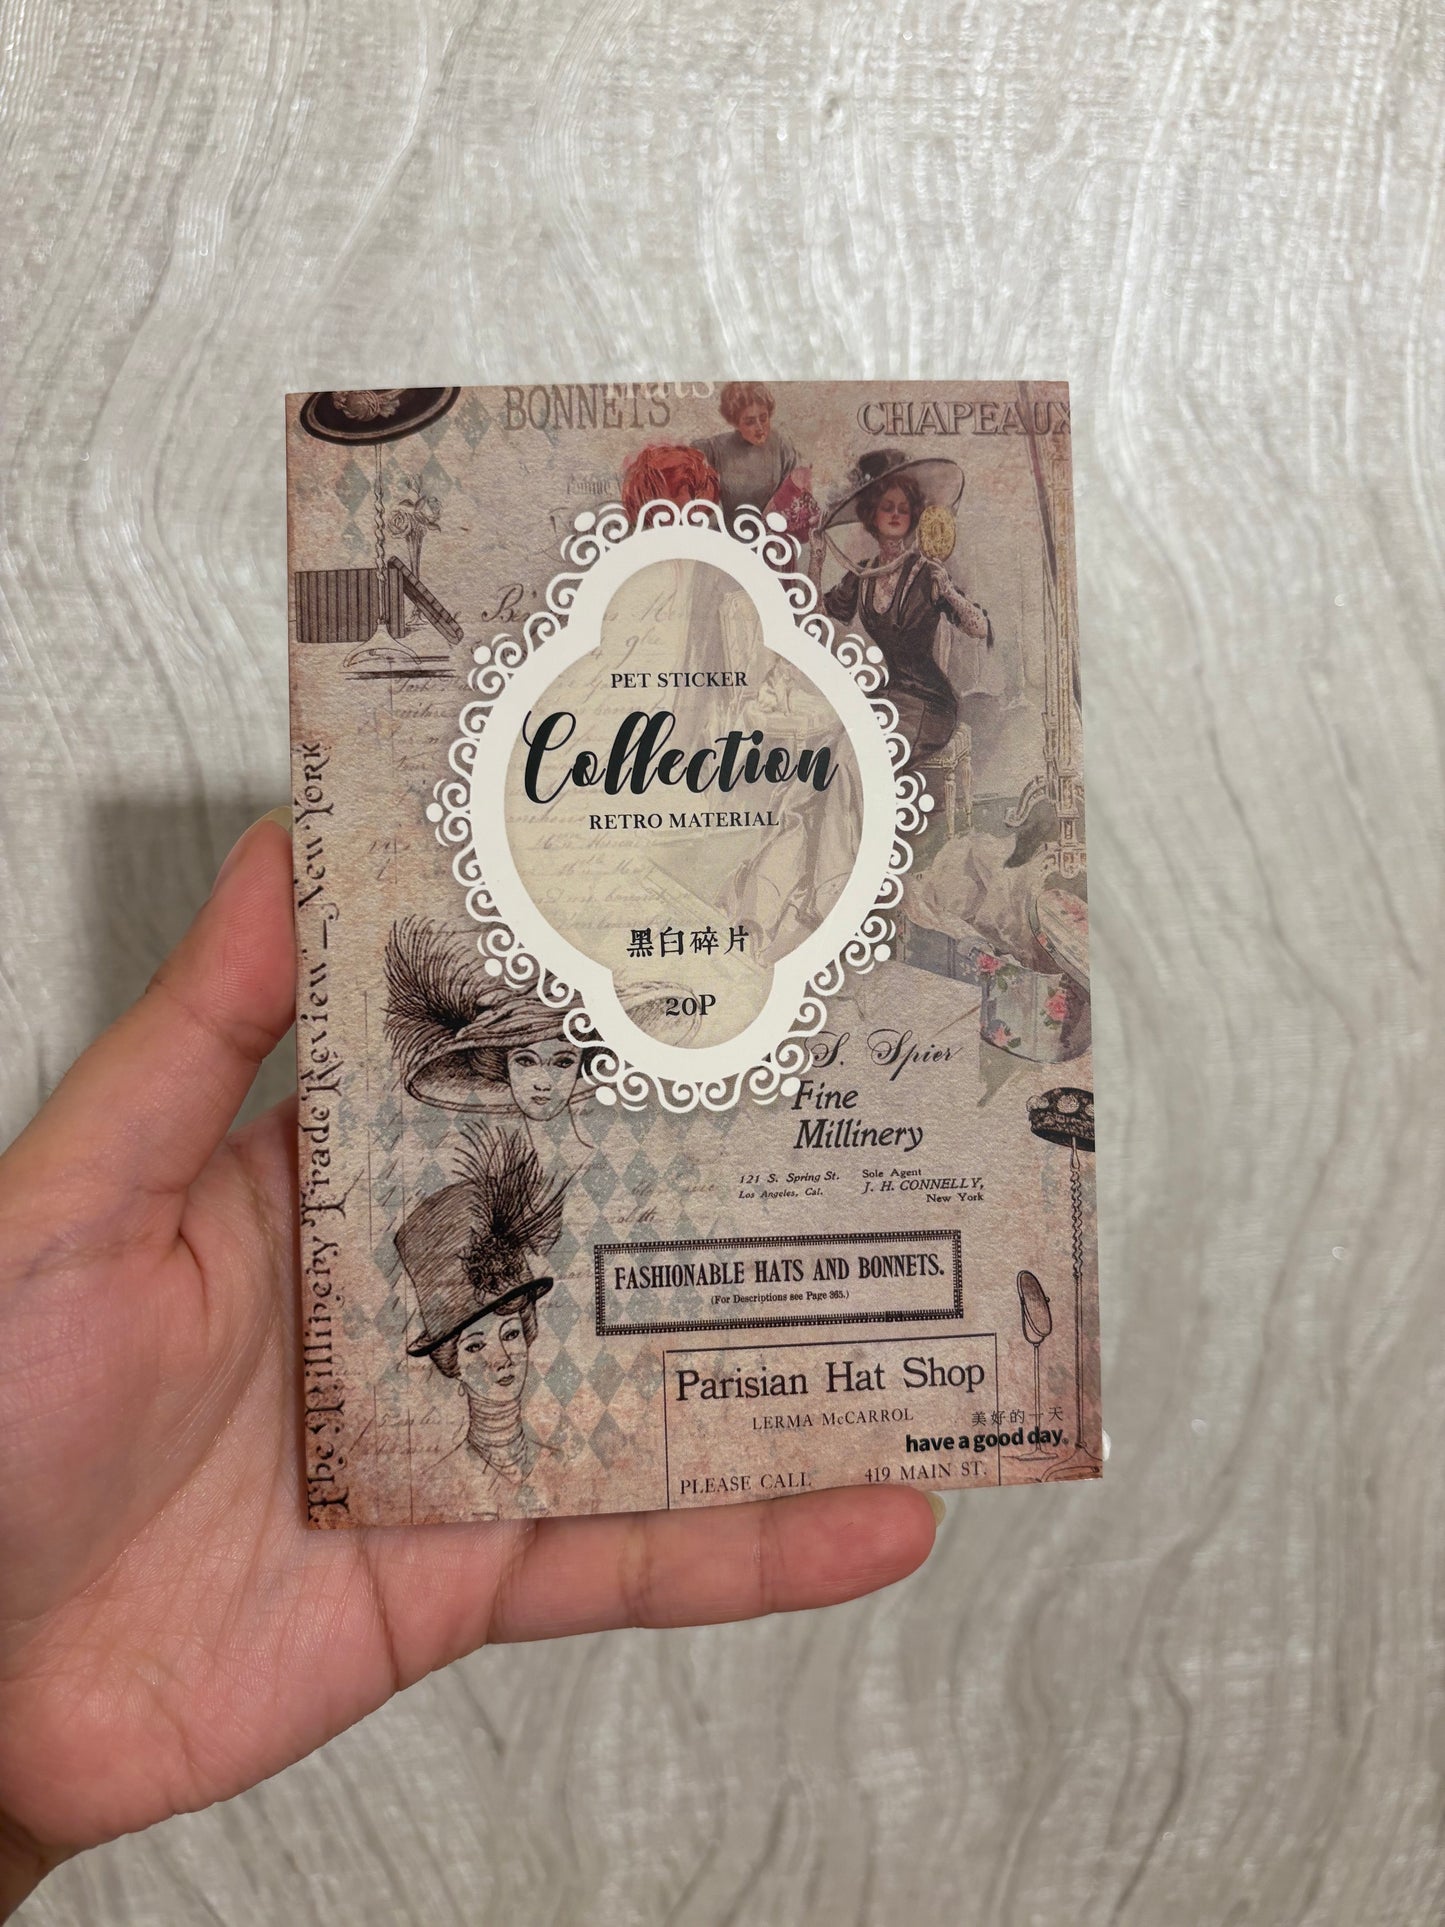 BONNETS
Hats
CHAPEAUX
PET STICKER
Collection
RETRO MATERIAL
黑白碎片
20P
The Millinery Trade Review – New York
S. Spier
Fine
Millinery
121 S. Spring St.
Los Angeles, Cal.
Sole Agent
J. H. CONNELLY,
New York
FASHIONABLE HATS AND BONNETS.
(For Descriptions see Page 365.)
Parisian Hat Shop
LERMA McCARROL
美好的一天
have a good day.
PLEASE CALL
419 MAIN ST.